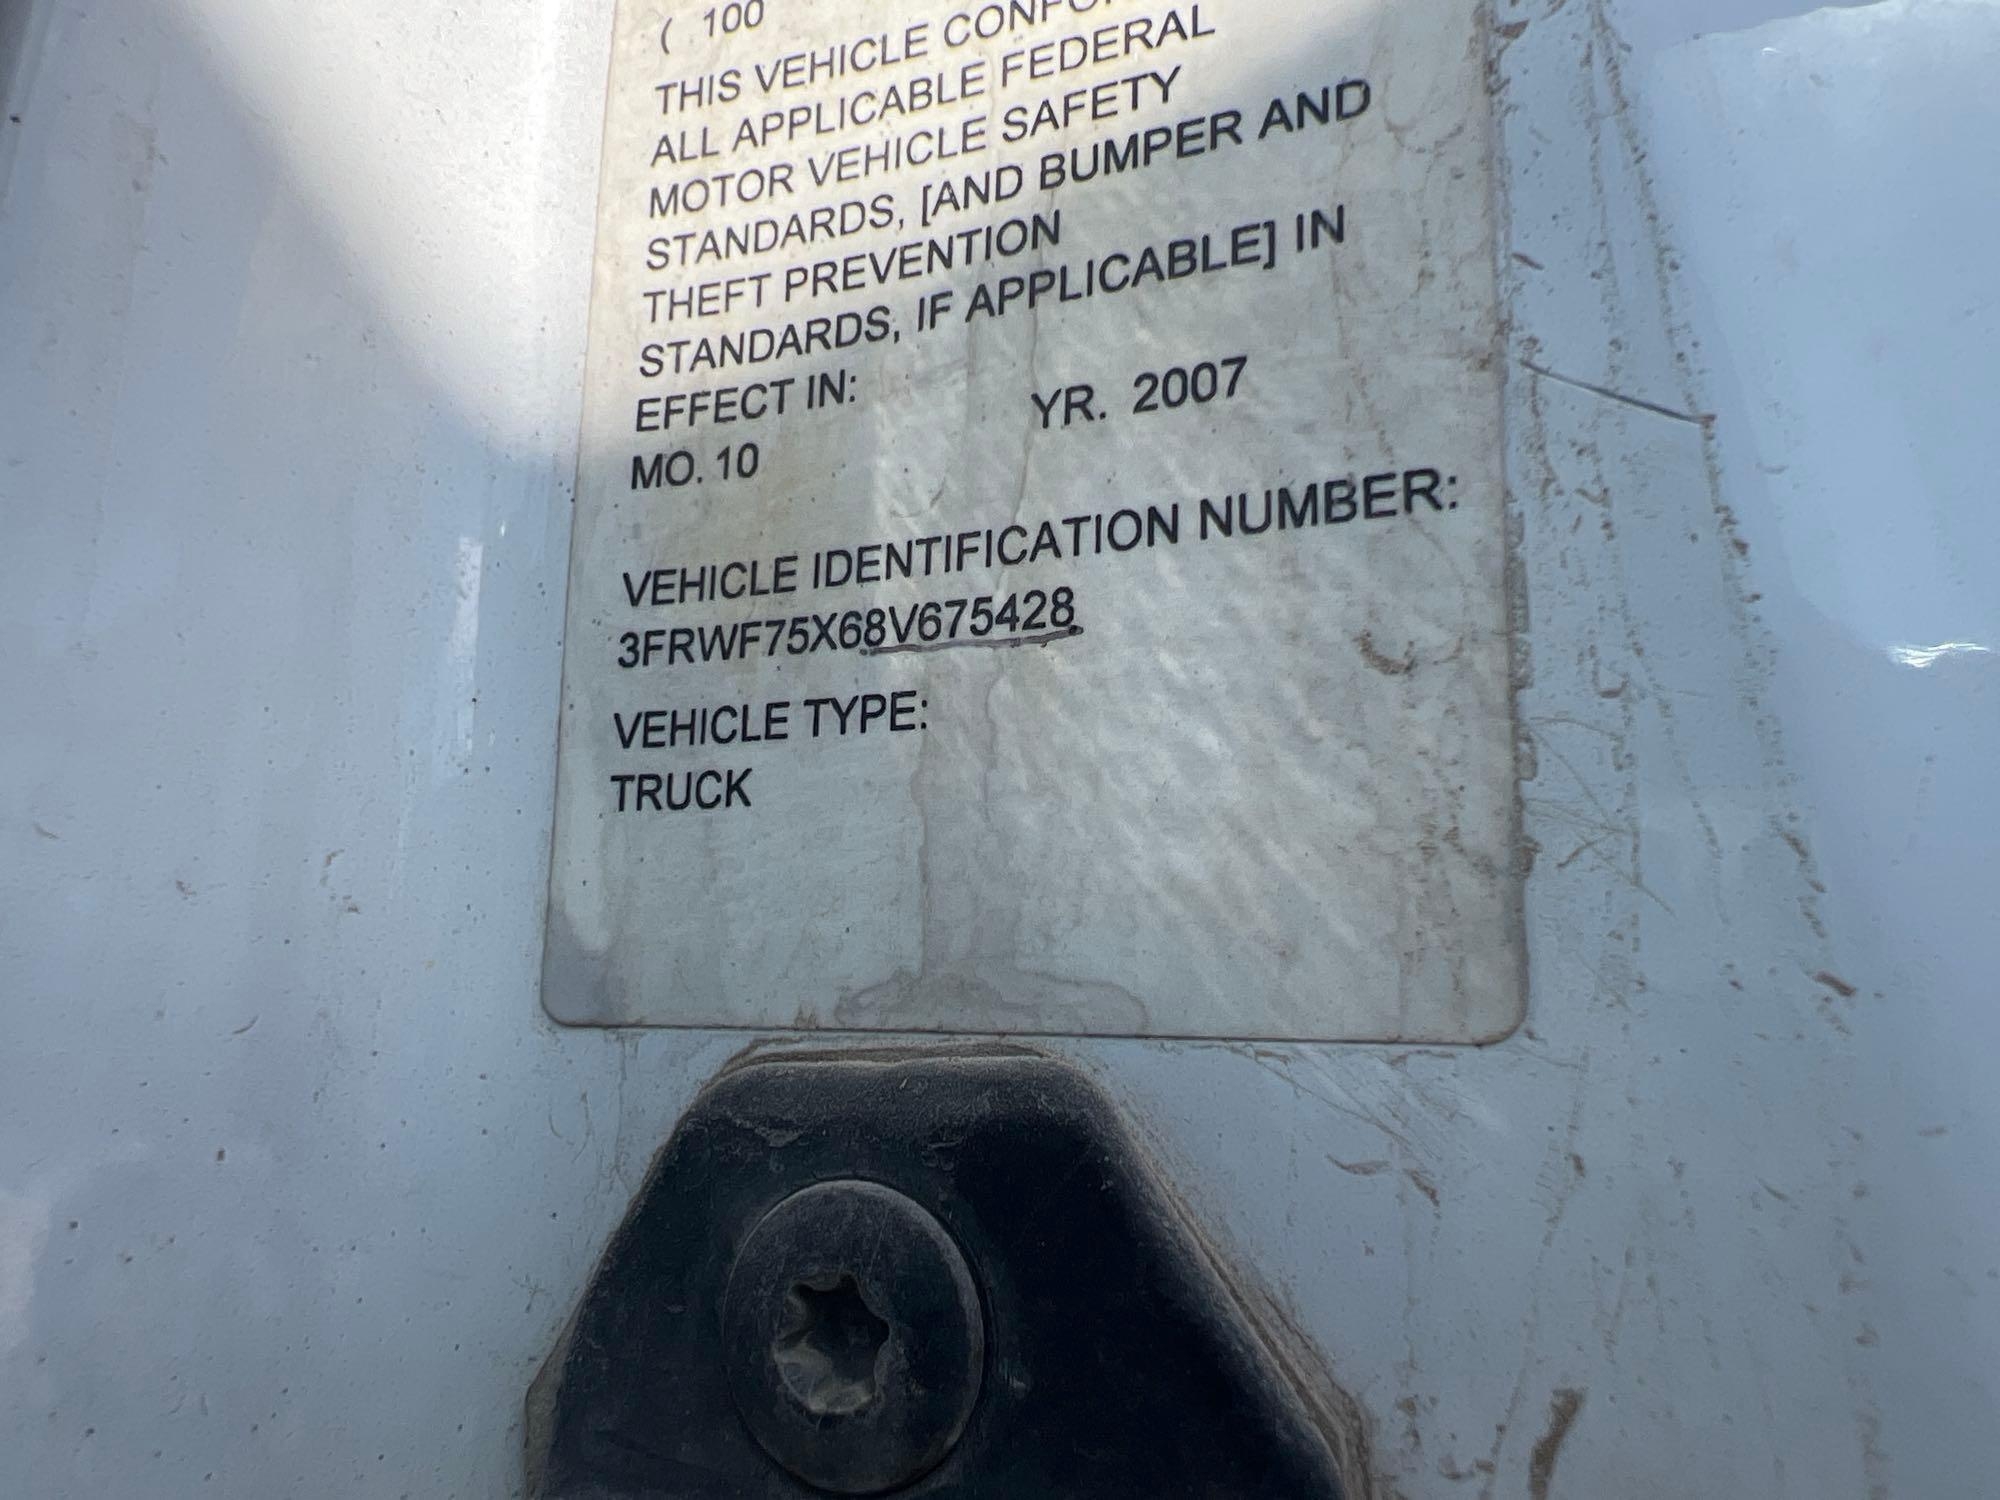 ( 100
THIS VEHICLE
ALL APPLICABLE FEDERAL
MOTOR VEHICLE SAFETY
STANDARDS, [AND BUMPER AND
THEFT PREVENTION
STANDARDS, IF APPLICABLE] IN
EFFECT IN:
MO. 10 YR. 2007
VEHICLE IDENTIFICATION NUMBER:
3FRWF75X68V675428
VEHICLE TYPE:
TRUCK